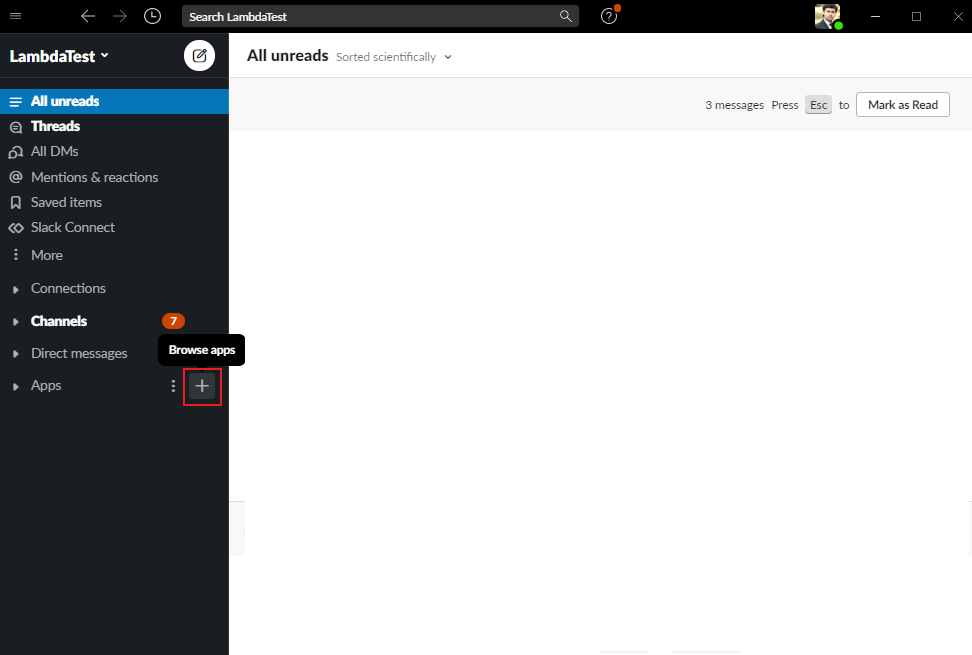 Search LambdaTest
LambdaTest
All unreads Sorted scientifically
3 messages Press Esc to Mark as Read
All unreads
Threads
All DMs
Mentions & reactions
Saved items
Slack Connect
More
Connections
Channels 7
Direct messages
Browse apps
Apps